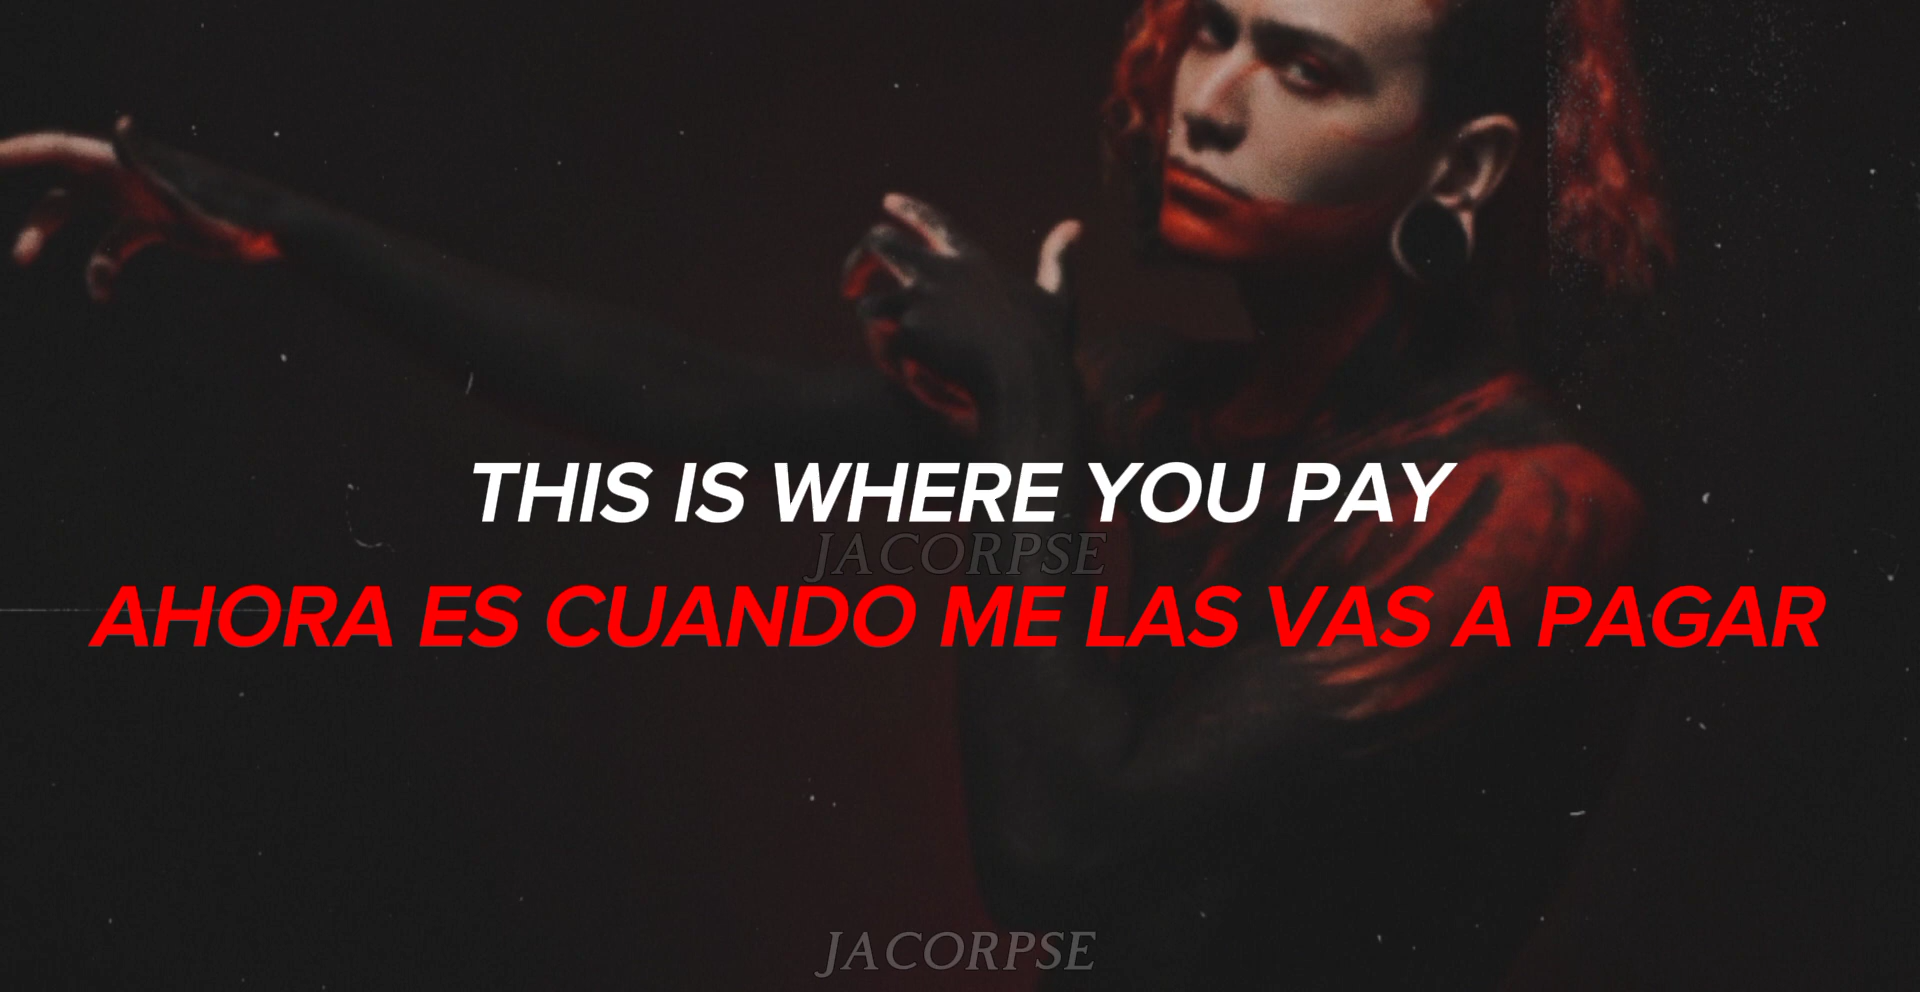 THIS IS WHERE YOU PAY
JACORPSE
AHORA ES CUANDO ME LAS VAS A PAGAR
JACORPSE